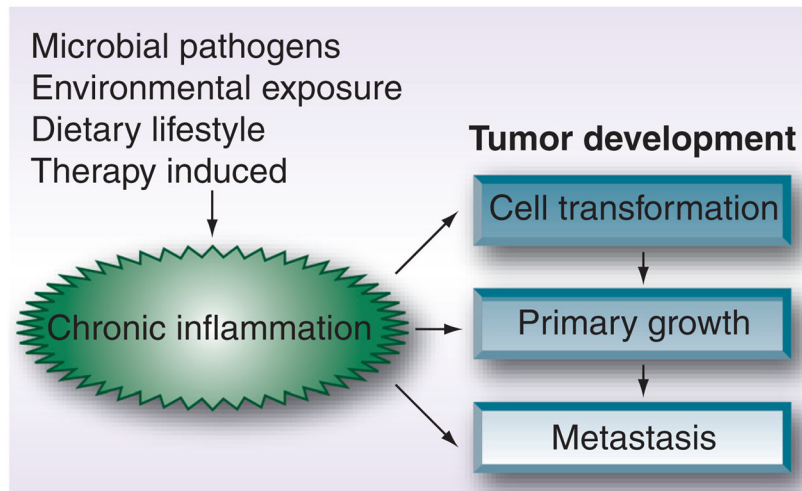 Microbial pathogens
Environmental exposure
Dietary lifestyle
Therapy induced
Tumor development
Cell transformation
Chronic inflammation
Primary growth
Metastasis